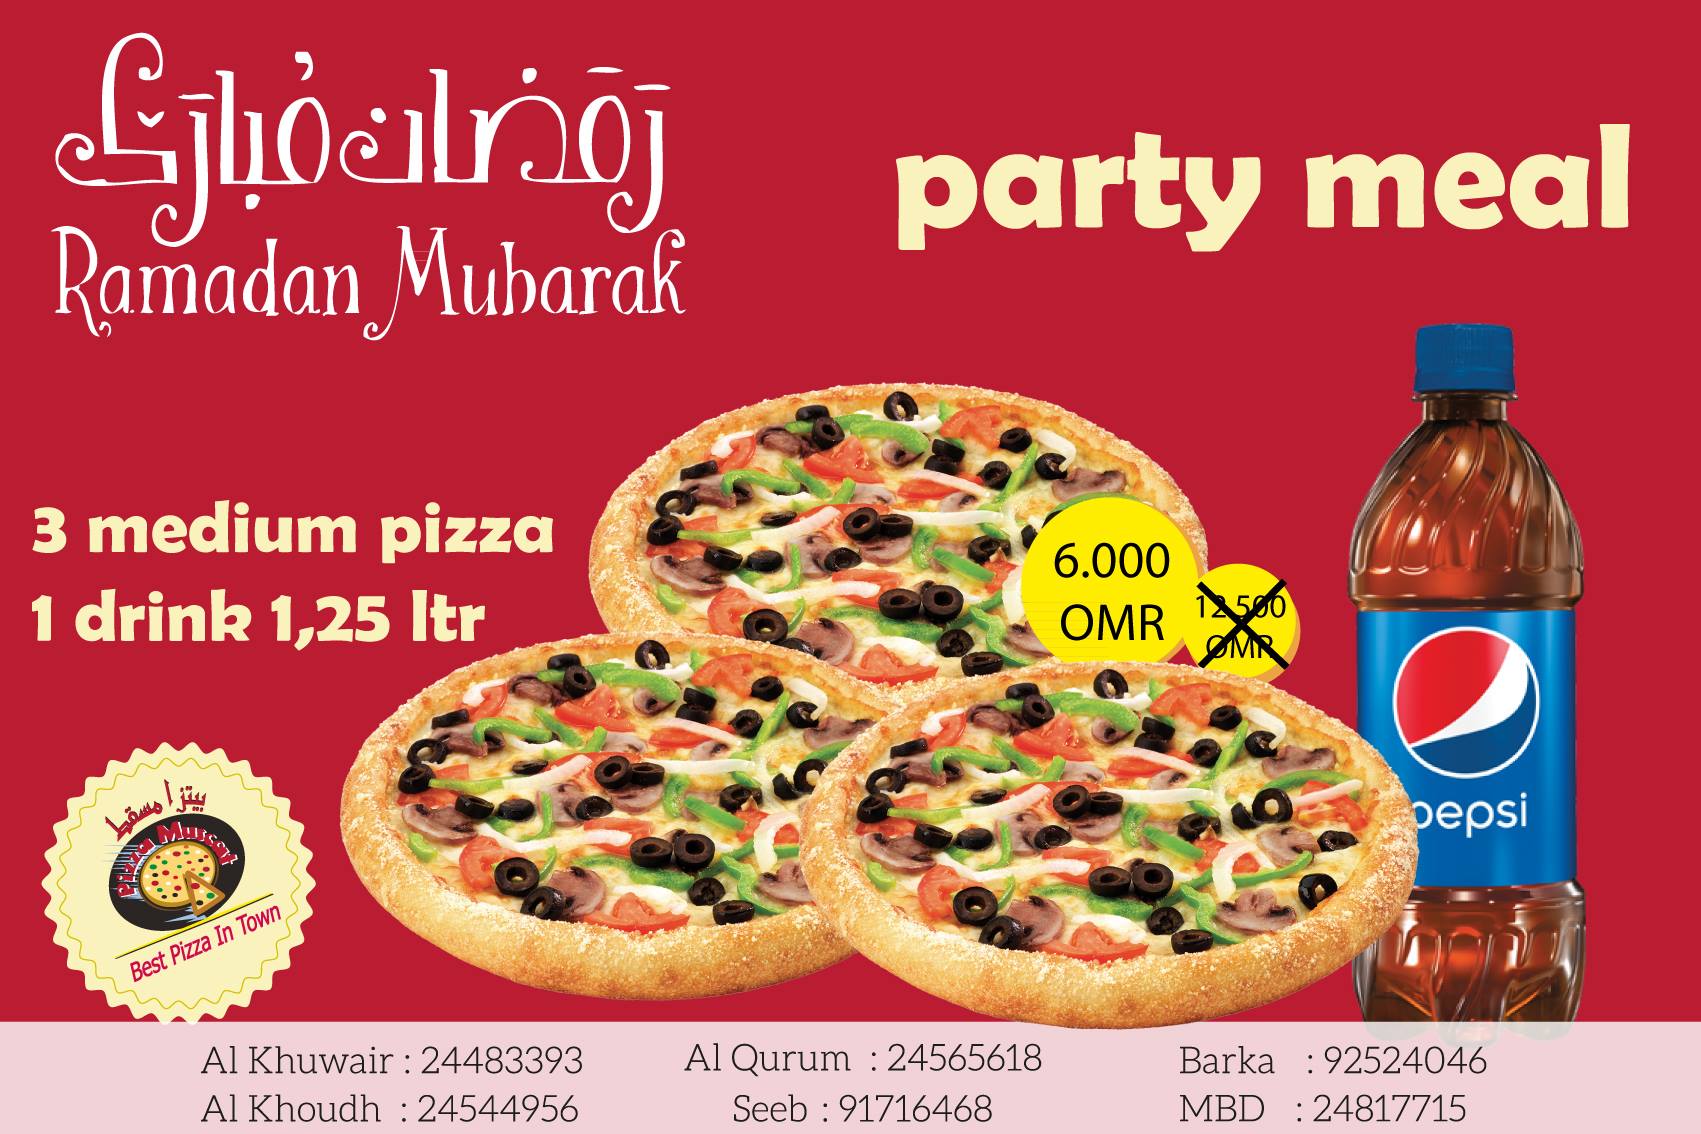 رمضان مبارك
Ramadan Mubarak
party meal
3 medium pizza
1 drink 1,25 ltr
6.000
OMR
12.500
OMR
pepsi
بيتزا مسقط
Pizza Muscat
Best Pizza In Town
Al Khuwair : 24483393
Al Qurum : 24565618
Barka : 92524046
Al Khoudh : 24544956
Seeb : 91716468
MBD : 24817715